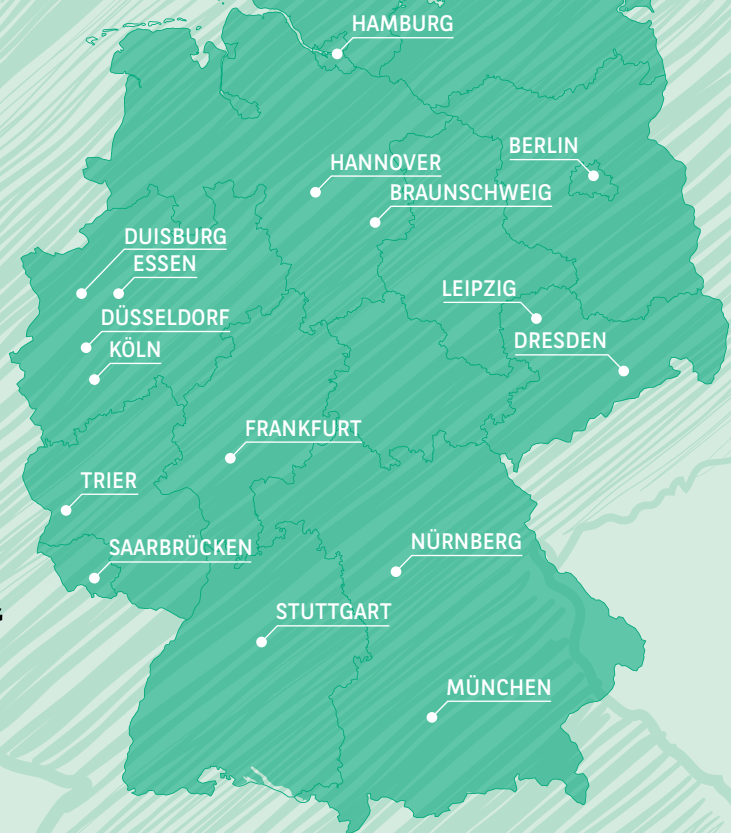 HAMBURG
BERLIN
HANNOVER
BRAUNSCHWEIG
DUISBURG
ESSEN
LEIPZIG
DÜSSELDORF
DRESDEN
KÖLN
FRANKFURT
TRIER
NÜRNBERG
SAARBRÜCKEN
STUTTGART
MÜNCHEN